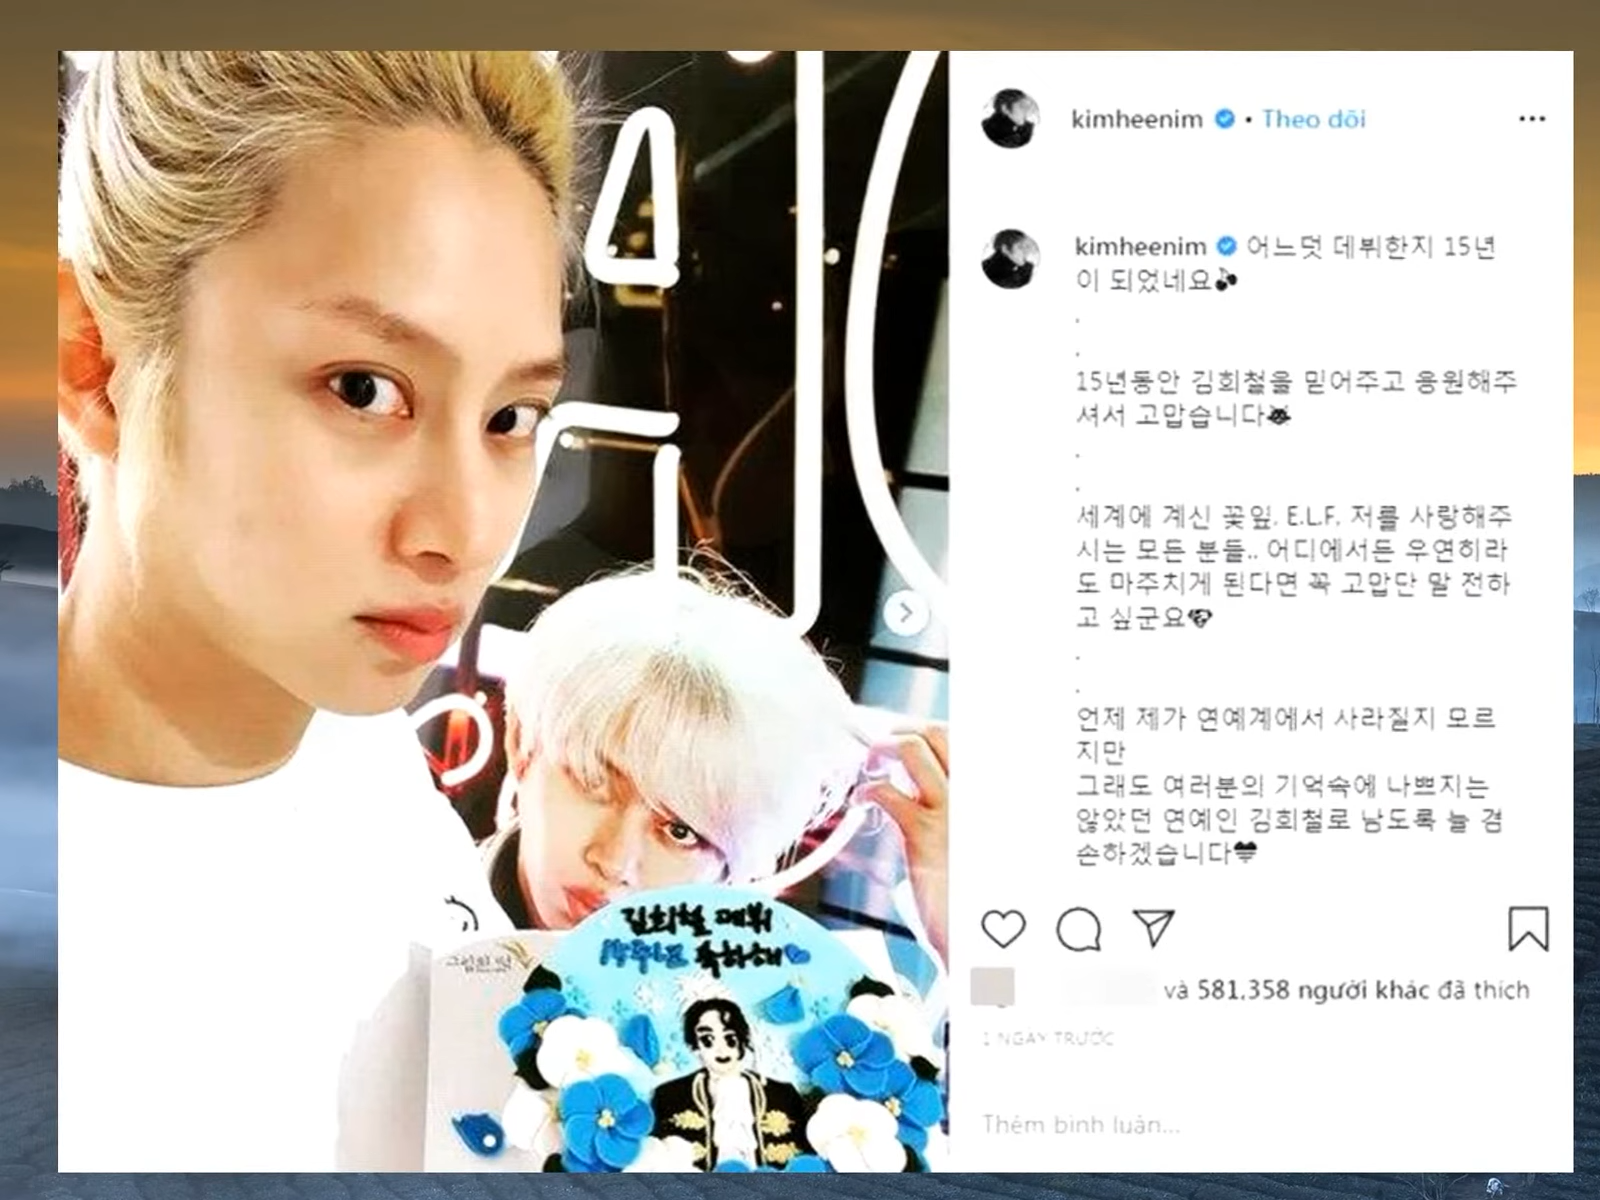 kimheenim • Theo dõi
kimheenim 어느덧 데뷔한지 15년
이 되었네요
.
.
15년동안 김희철을 믿어주고 응원해주
셔서 고맙습니다
.
.
세계에 계신 꽃잎, E.L.F, 저를 사랑해주
시는 모든 분들.. 어디에서든 우연히라
도 마주치게 된다면 꼭 고맙단 말 전하
고 싶군요
.
.
언제 제가 연예계에서 사라질지 모르
지만
그래도 여러분의 기억속에 나쁘지는
않았던 연예인 김희철로 남도록 늘 겸
손하겠습니다
김희철 데뷔
축하해
và 581,358 người khác đã thích
1 NGÀY TRƯỚC
Thêm bình luận...